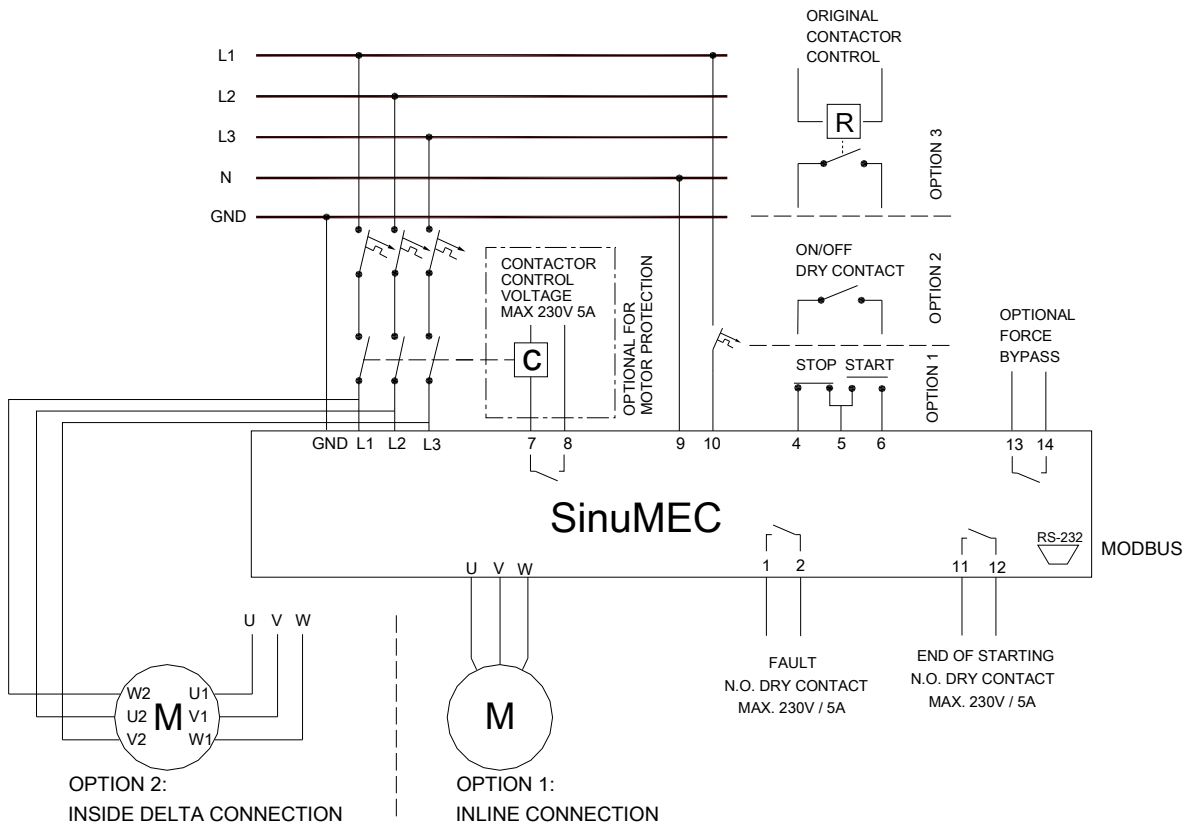 ORIGINAL
CONTACTOR
CONTROL
L1
L2
L3
N
GND
R
OPTION 3
CONTACTOR
CONTROL
VOLTAGE
MAX 230V 5A
C
OPTIONAL FOR
MOTOR PROTECTION
ON/OFF
DRY CONTACT
OPTION 2
STOP START
OPTION 1
OPTIONAL
FORCE
BYPASS
GND L1 L2 L3 7 8 9 10 4 5 6 13 14
SinuMEC
RS-232
MODBUS
U V W 1 2 11 12
U V W
W2 U1
U2 M V1
V2 W1
OPTION 2:
INSIDE DELTA CONNECTION
M
OPTION 1:
INLINE CONNECTION
FAULT
N.O. DRY CONTACT
MAX. 230V / 5A
END OF STARTING
N.O. DRY CONTACT
MAX. 230V / 5A